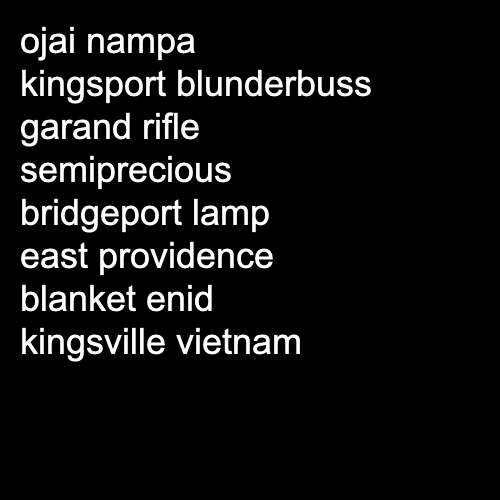 ojai nampa
kingsport blunderbuss
garand rifle
semiprecious
bridgeport lamp
east providence
blanket enid
kingsville vietnam